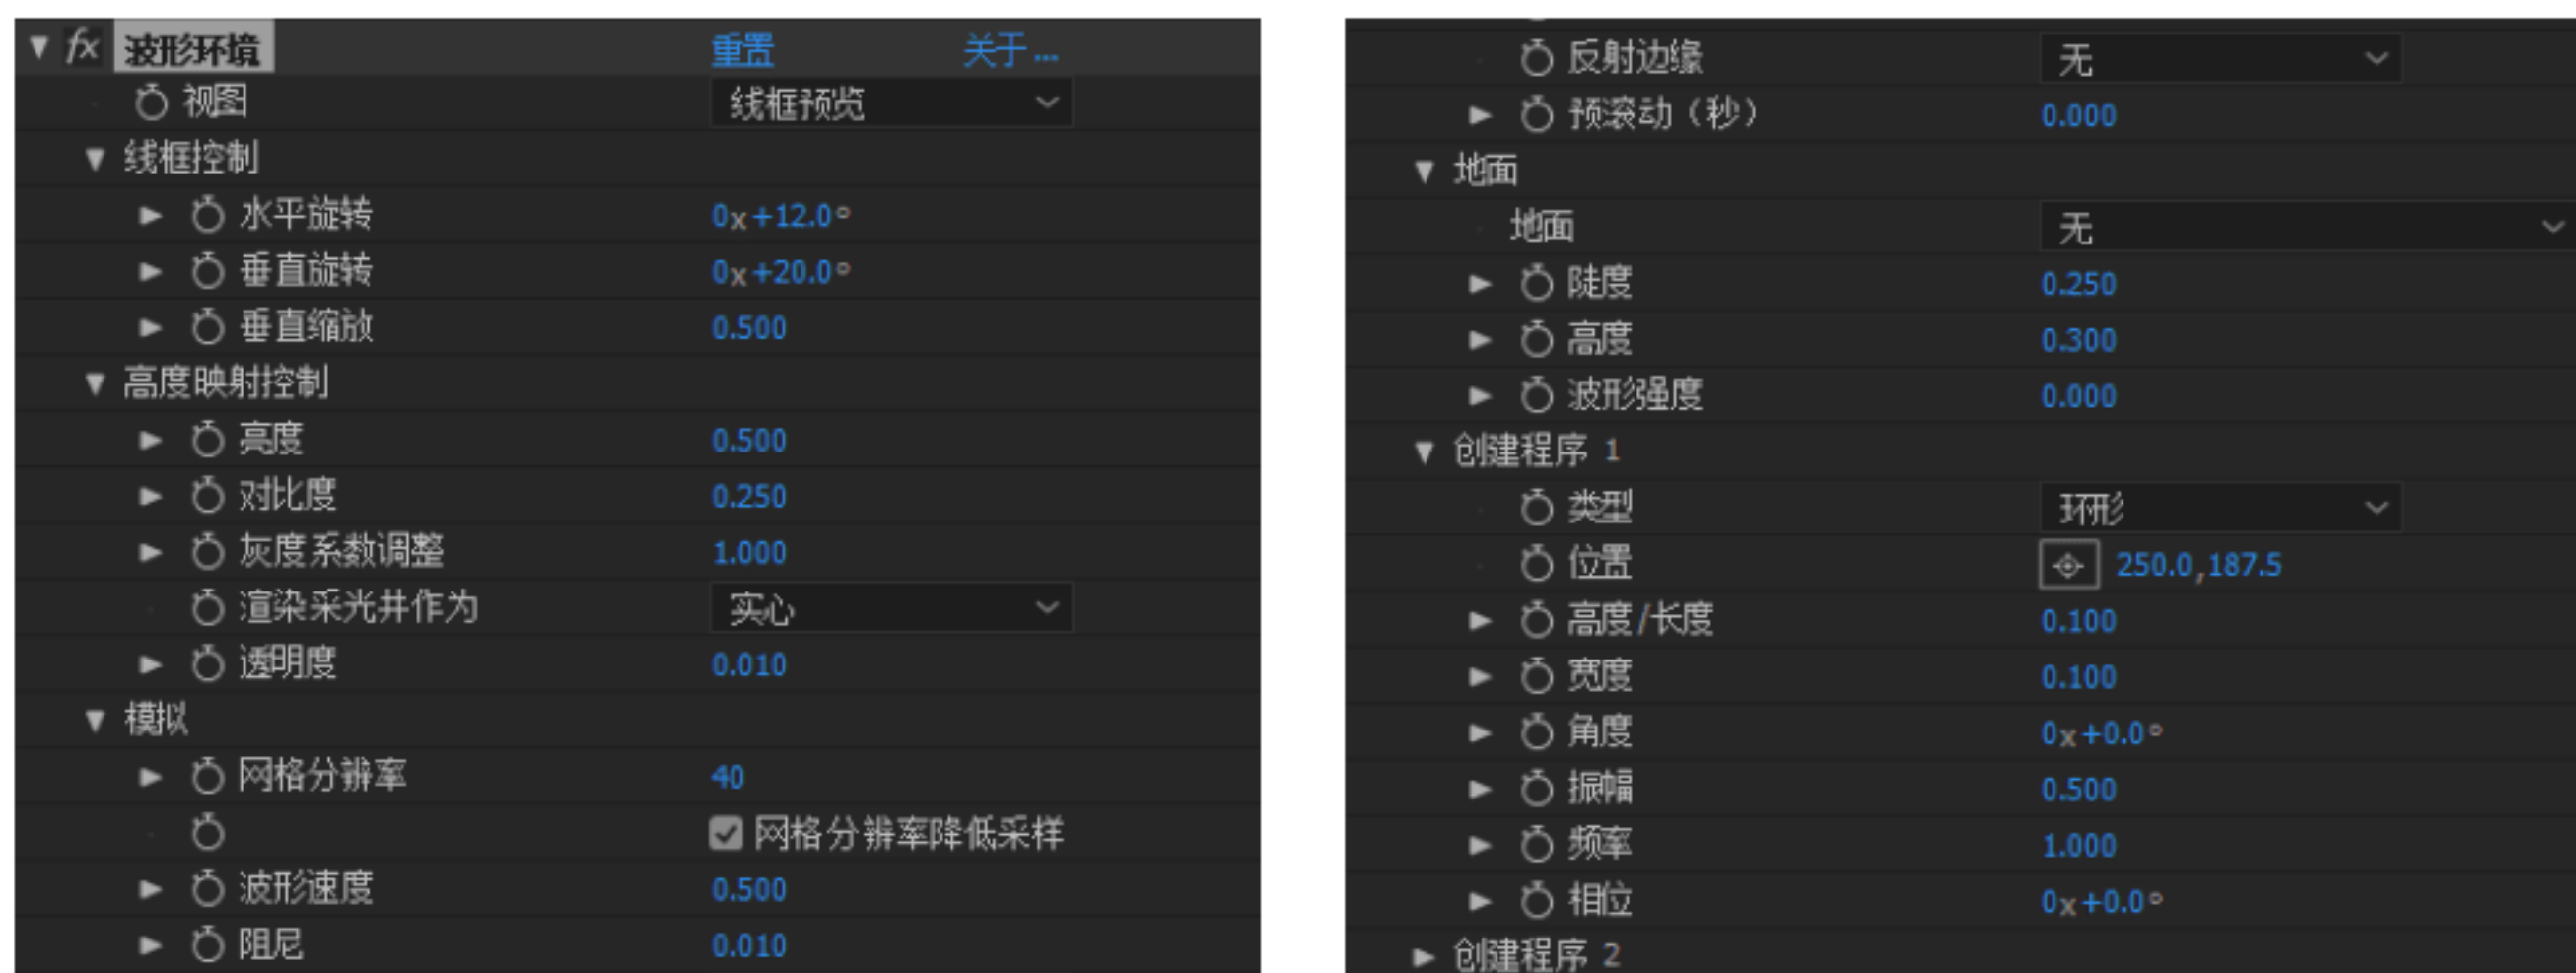 fx 波形环境 重置 关于...
视图 线框预览
线框控制
水平旋转 0x+12.0°
垂直旋转 0x+20.0°
垂直缩放 0.500
高度映射控制
亮度 0.500
对比度 0.250
灰度系数调整 1.000
渲染采光井作为 实心
透明度 0.010
模拟
网格分辨率 40
网格分辨率降低采样
波形速度 0.500
阻尼 0.010
反射边缘 无
预滚动（秒） 0.000
地面
地面 无
陡度 0.250
高度 0.300
波形强度 0.000
创建程序 1
类型 环形
位置 250.0,187.5
高度/长度 0.100
宽度 0.100
角度 0x+0.0°
振幅 0.500
频率 1.000
相位 0x+0.0°
创建程序 2